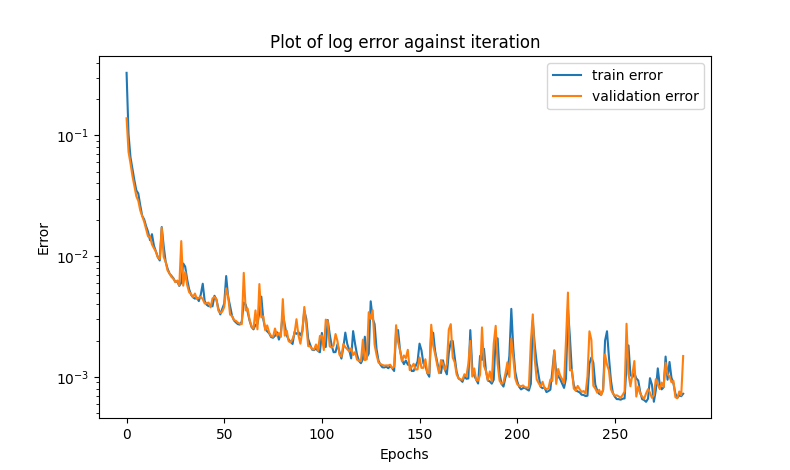 Plot of log error against iteration
train error
validation error
10⁻¹
10⁻²
10⁻³
Error
0 50 100 150 200 250
Epochs